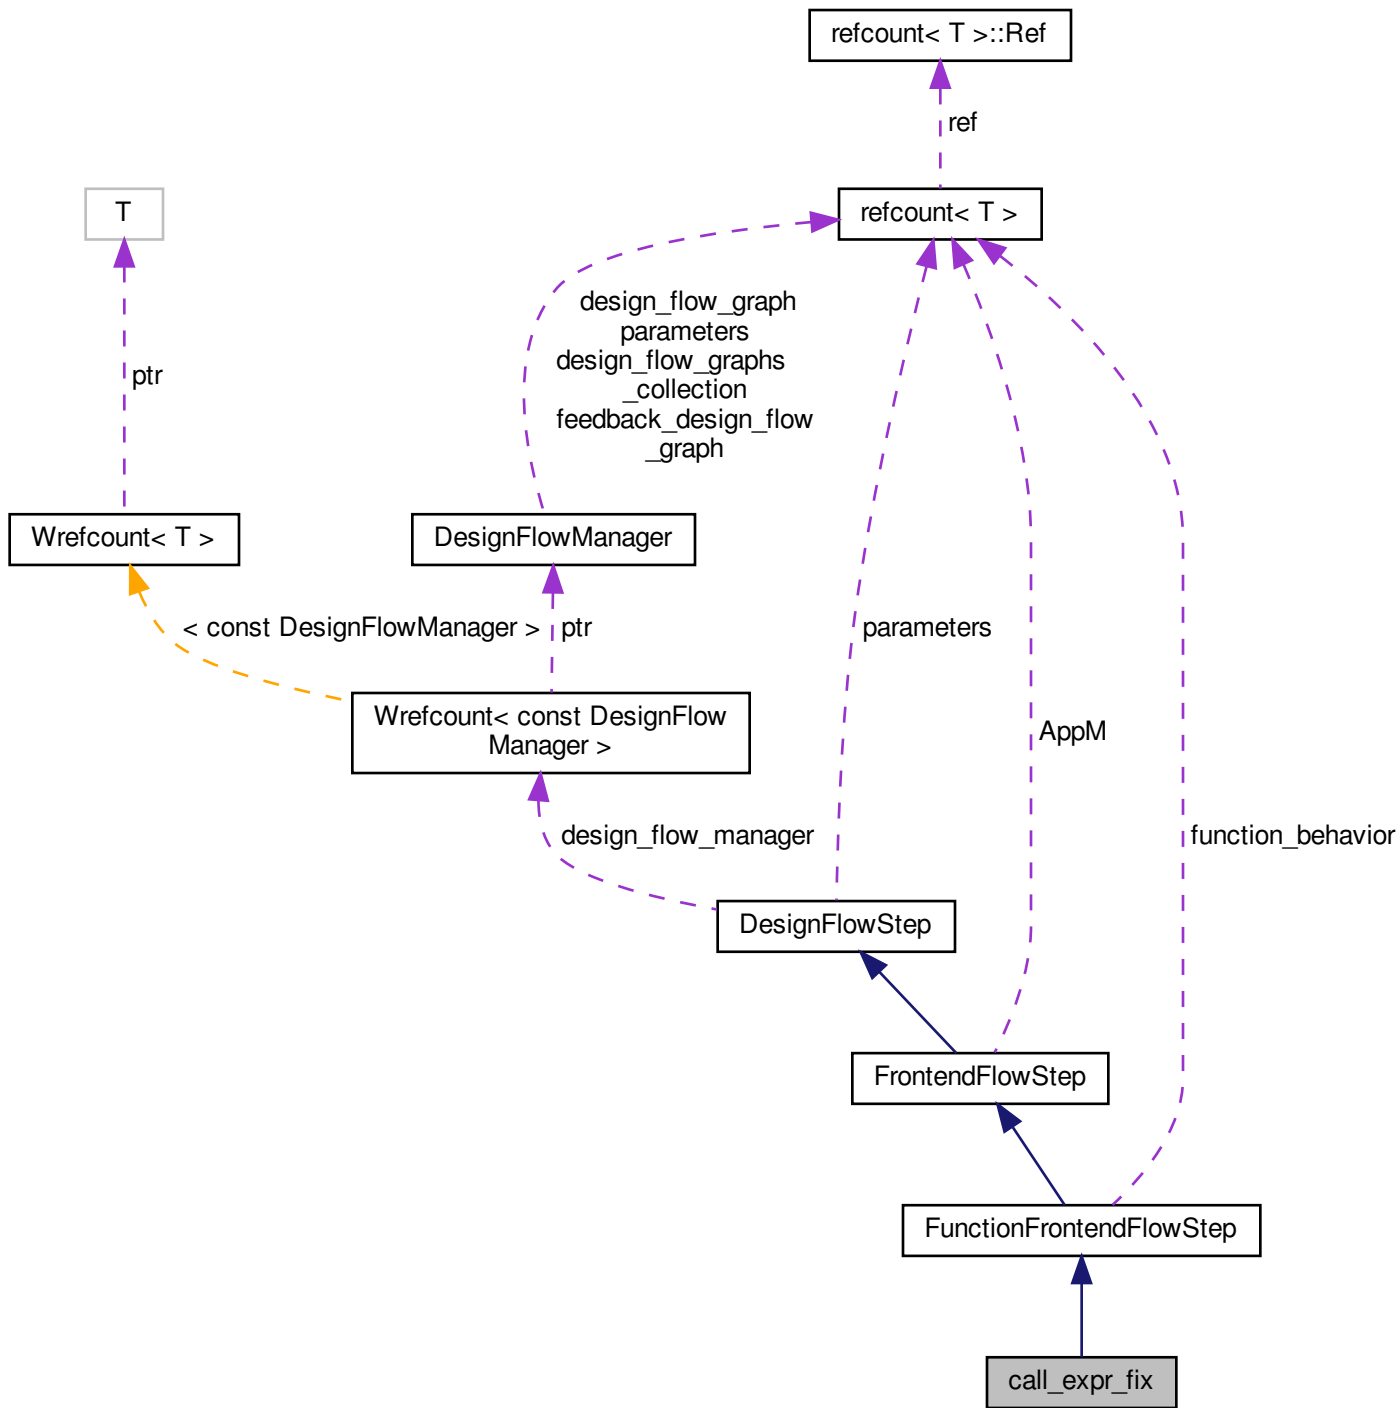 refcount< T >::Ref
ref
T
refcount< T >
design_flow_graph
parameters
design_flow_graphs
_collection
feedback_design_flow
_graph
ptr
Wrefcount< T >
DesignFlowManager
< const DesignFlowManager >
ptr
parameters
Wrefcount< const DesignFlow
Manager >
AppM
design_flow_manager
function_behavior
DesignFlowStep
FrontendFlowStep
FunctionFrontendFlowStep
call_expr_fix